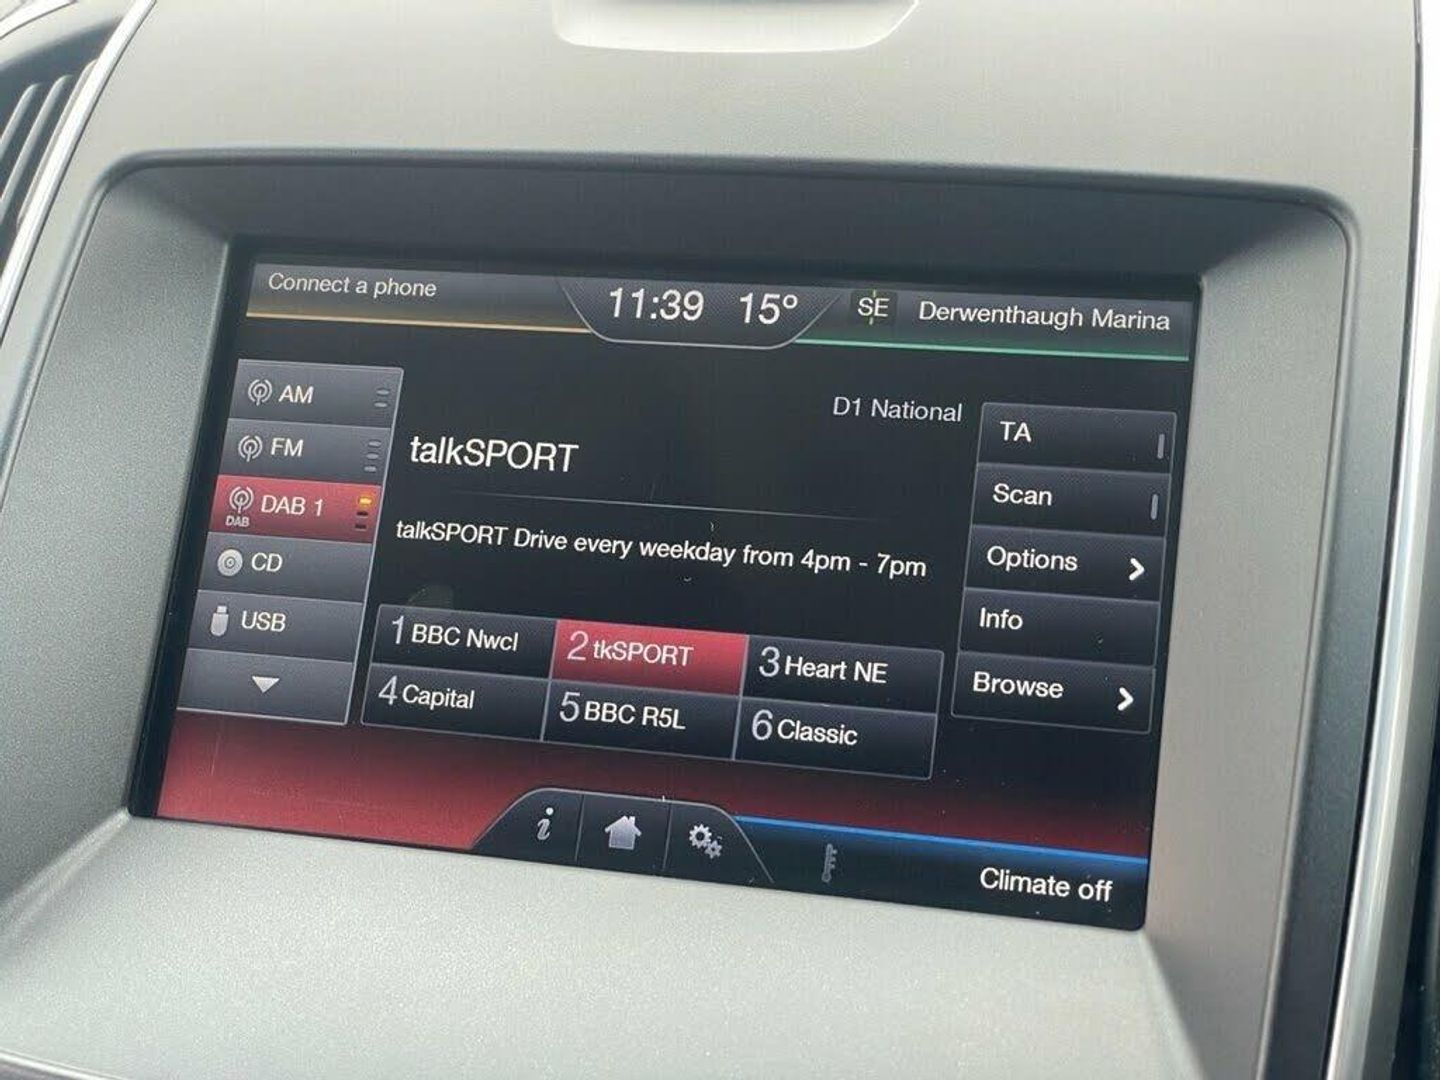 Connect a phone
11:39 15°
SE Derwenthaugh Marina
AM
FM
DAB 1
DAB
CD
USB
D1 National
talkSPORT
talkSPORT Drive every weekday from 4pm - 7pm
1 BBC Nwcl
2 tkSPORT
3 Heart NE
4 Capital
5 BBC R5L
6 Classic
TA
Scan
Options
Info
Browse
i
Climate off